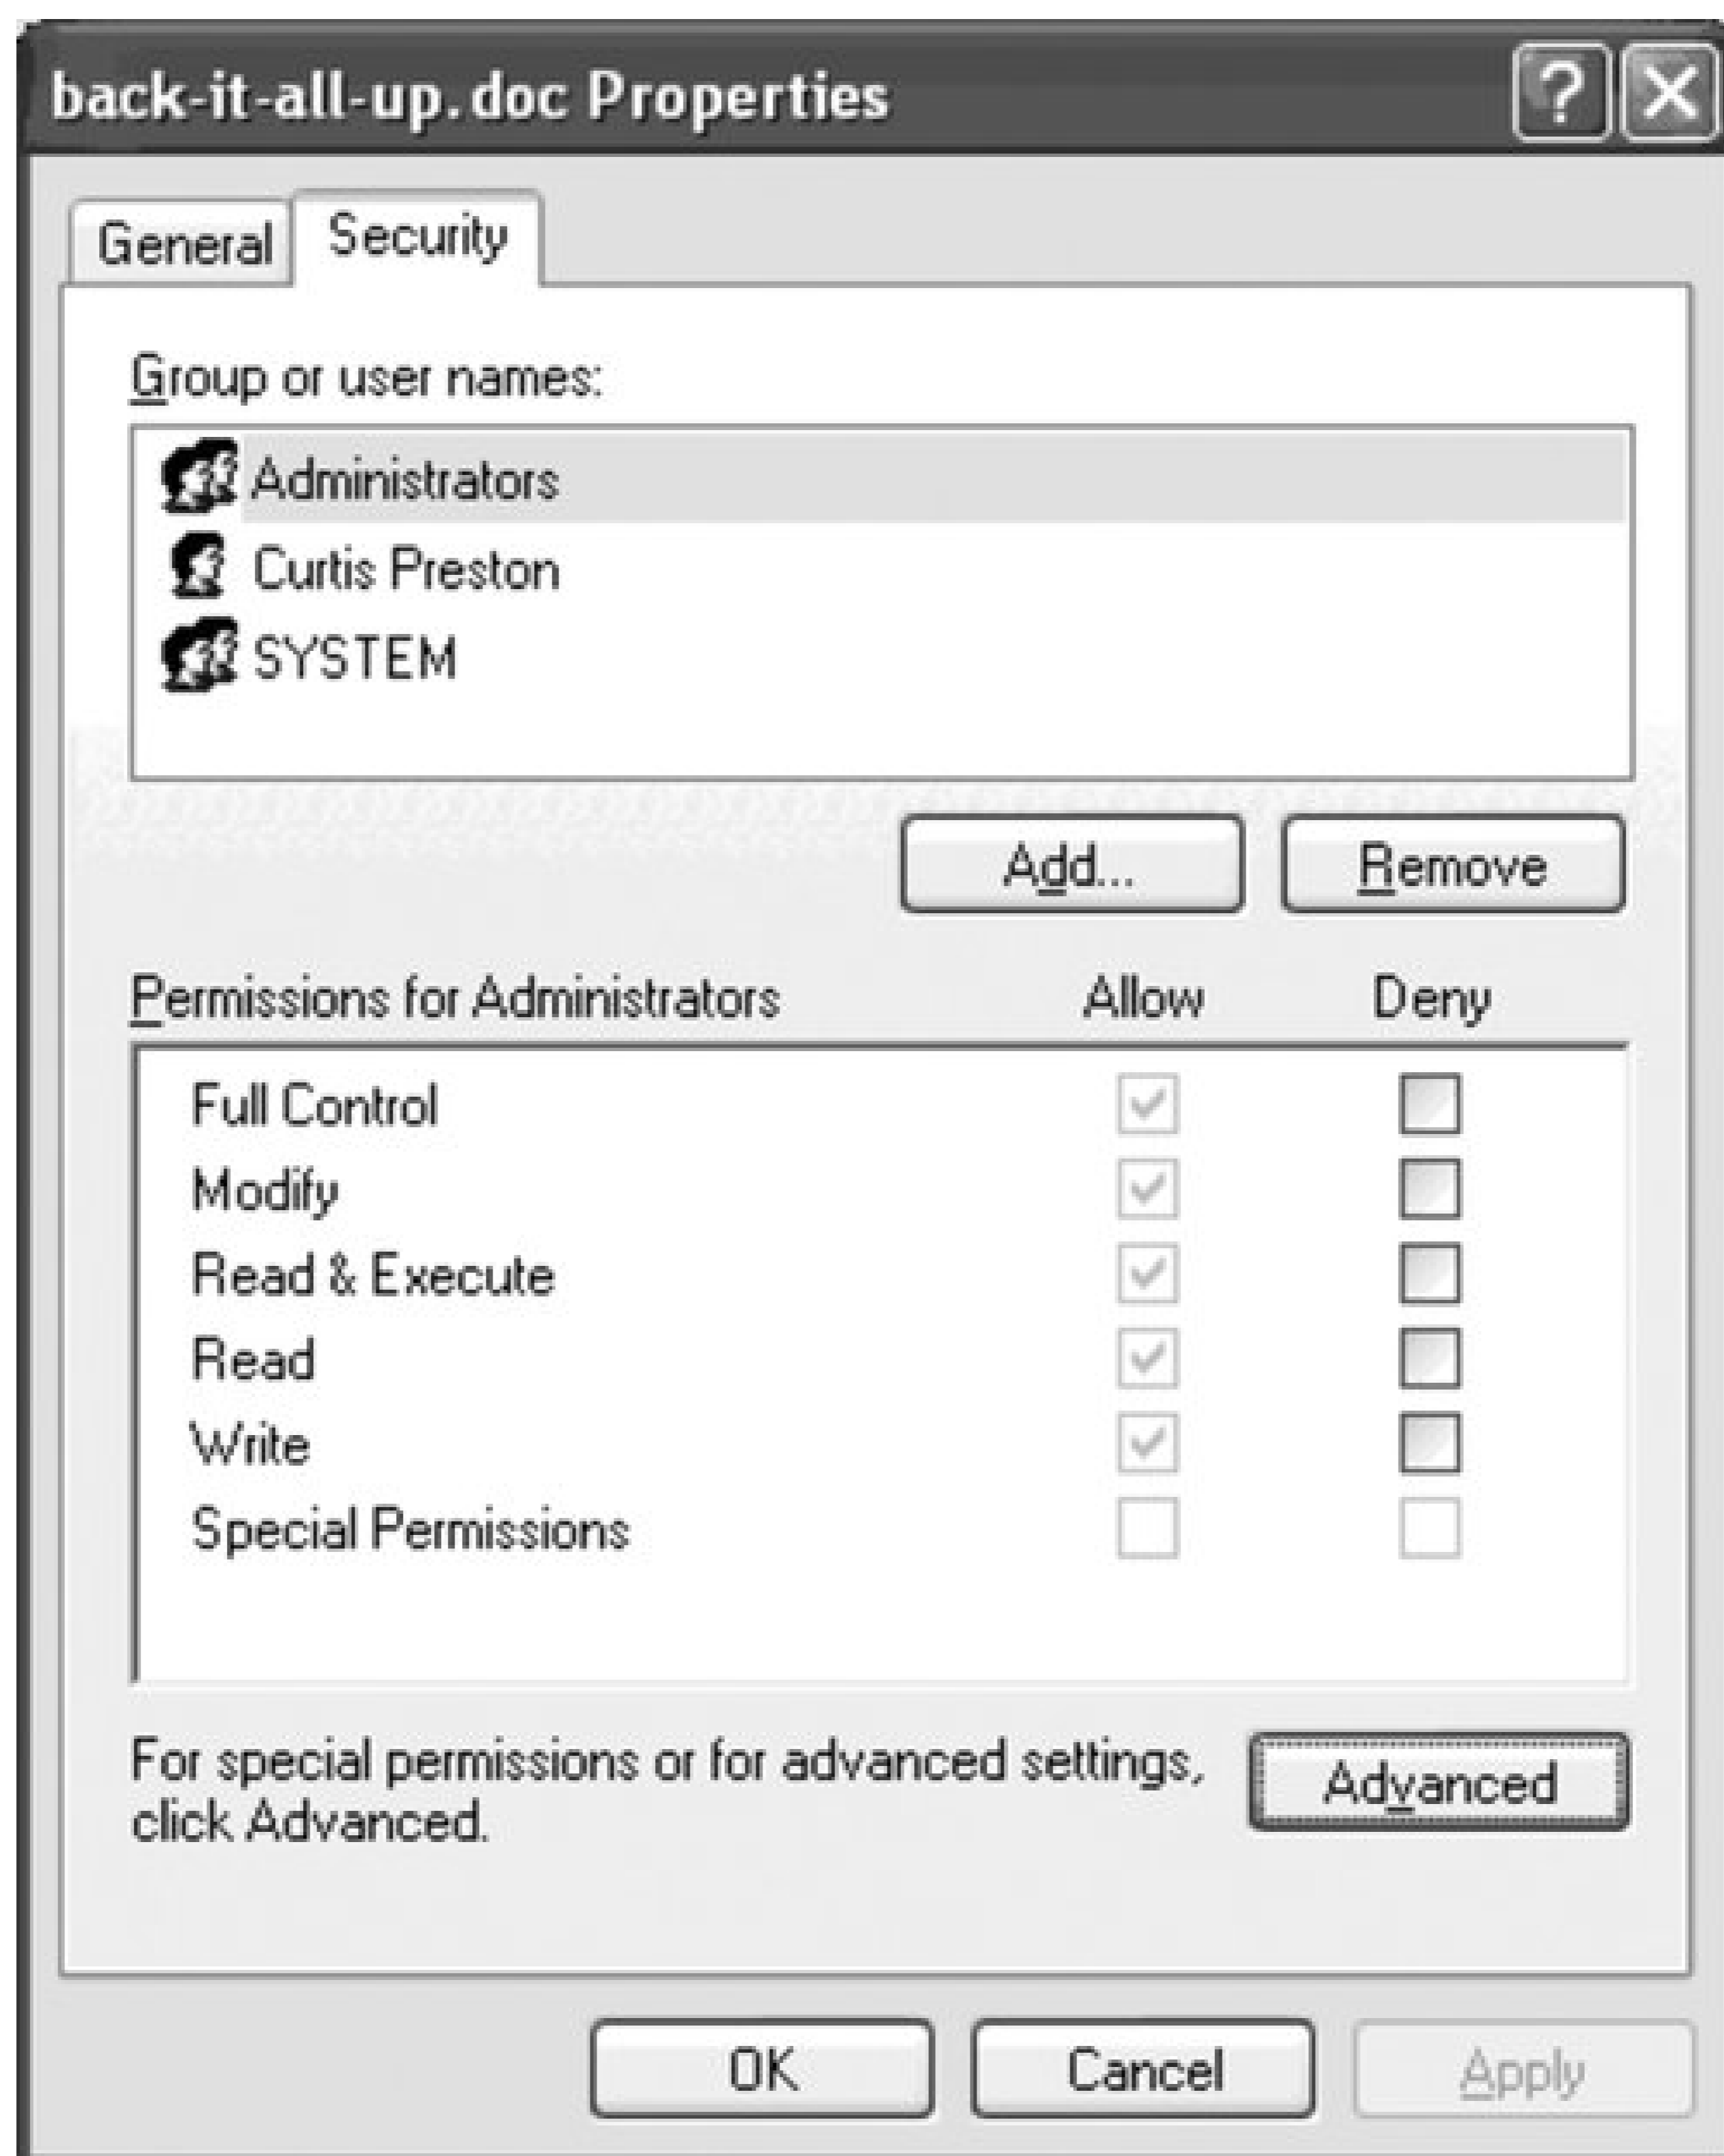 back-it-all-up.doc Properties
General
Security
Group or user names:
Administrators
Curtis Preston
SYSTEM
Add...
Remove
Permissions for Administrators
Allow
Deny
Full Control
Modify
Read & Execute
Read
Write
Special Permissions
For special permissions or for advanced settings,
click Advanced.
Advanced
OK
Cancel
Apply